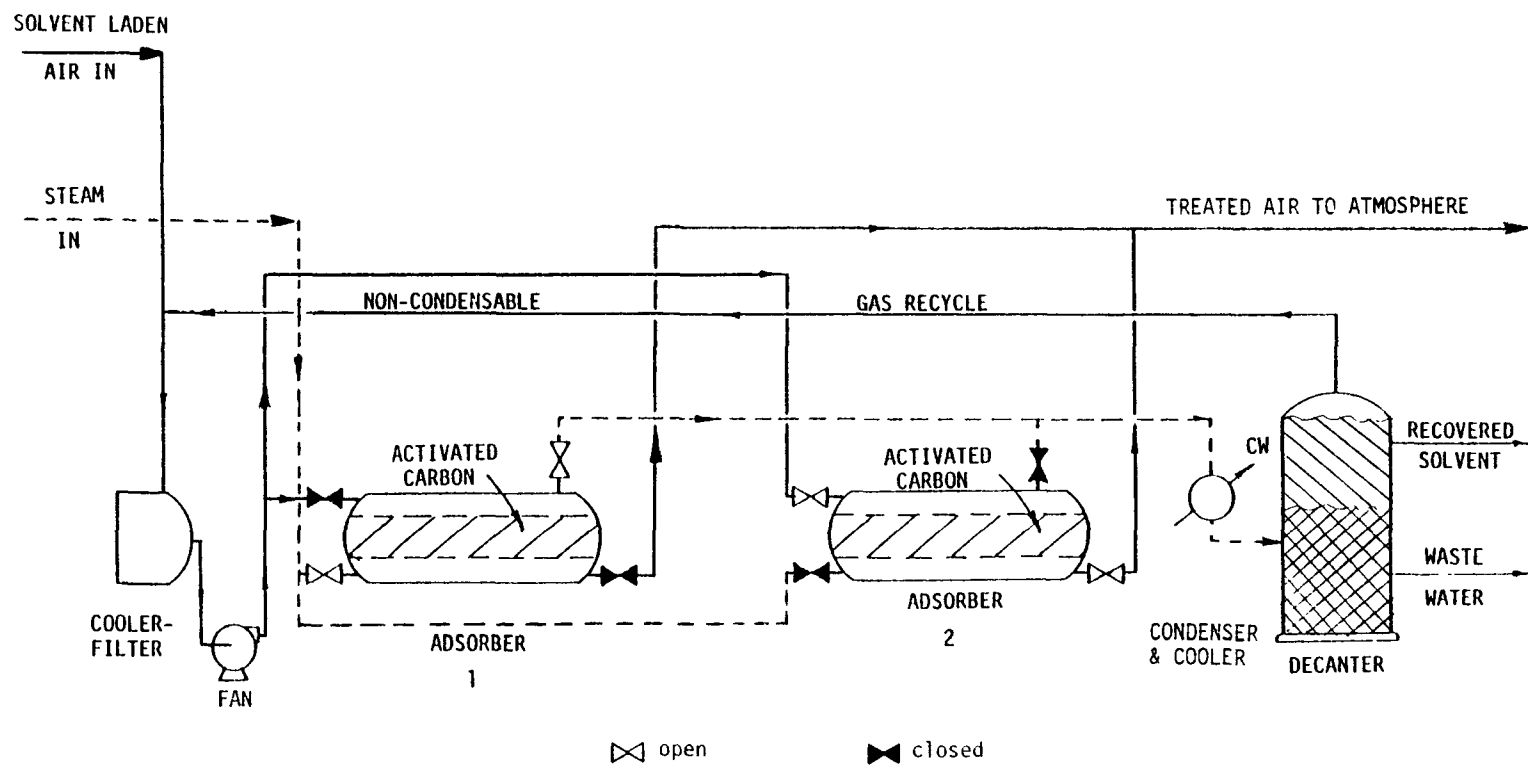 SOLVENT LADEN
AIR IN
STEAM
IN
TREATED AIR TO ATMOSPHERE
NON-CONDENSABLE
GAS RECYCLE
ACTIVATED
CARBON
ACTIVATED
CARBON
CW
RECOVERED
SOLVENT
WASTE
WATER
COOLER-
FILTER
FAN
ADSORBER
1
ADSORBER
2
CONDENSER
& COOLER
DECANTER
open
closed